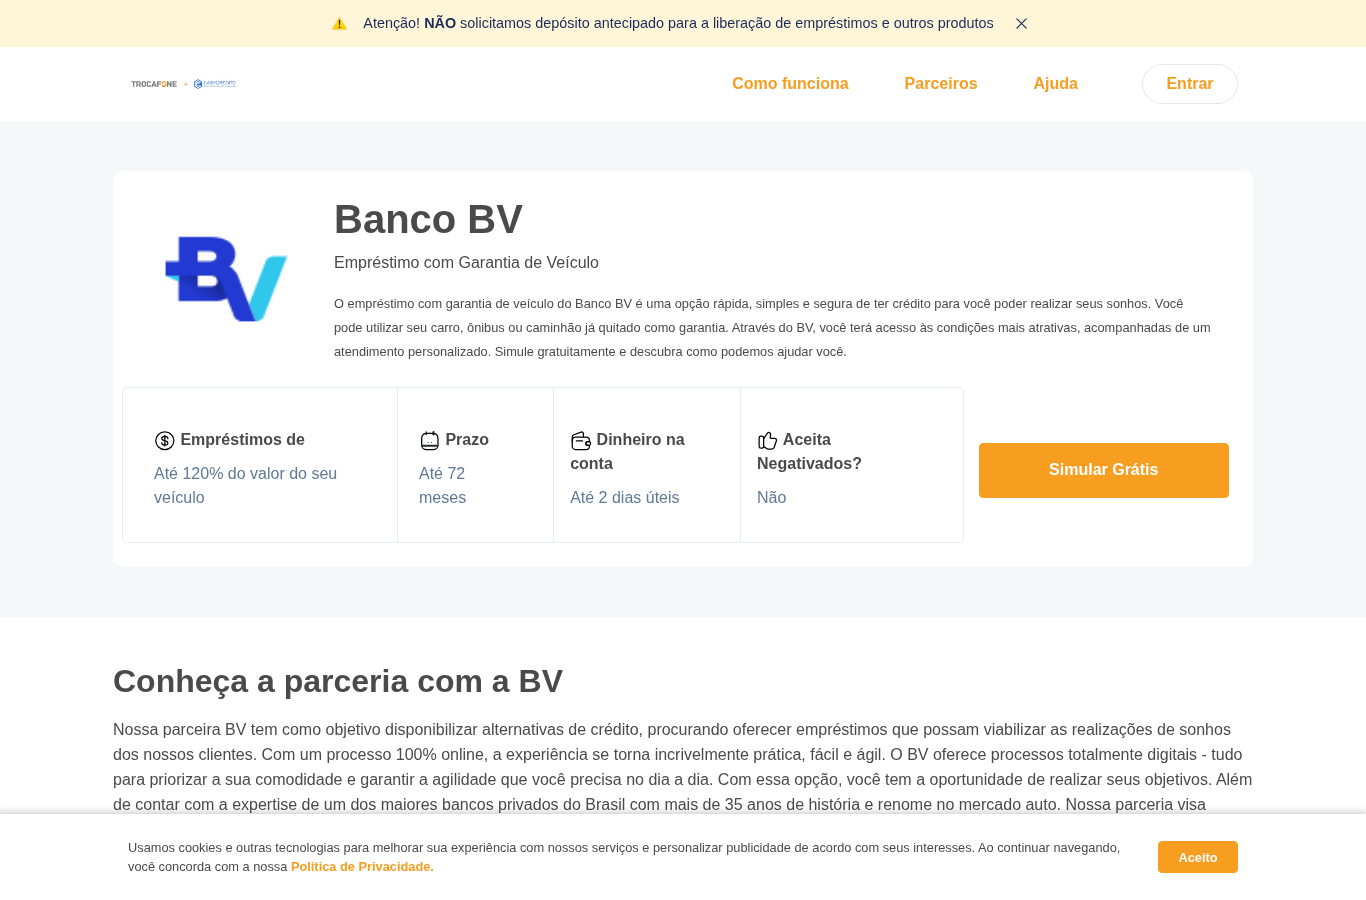 Atenção! NÃO solicitamos depósito antecipado para a liberação de empréstimos e outros produtos
TROCAFONE + EASYCRÉDITO
Como funciona
Parceiros
Ajuda
Entrar
BV
Banco BV
Empréstimo com Garantia de Veículo
O empréstimo com garantia de veículo do Banco BV é uma opção rápida, simples e segura de ter crédito para você poder realizar seus sonhos. Você
pode utilizar seu carro, ônibus ou caminhão já quitado como garantia. Através do BV, você terá acesso às condições mais atrativas, acompanhadas de um
atendimento personalizado. Simule gratuitamente e descubra como podemos ajudar você.
Empréstimos de
Até 120% do valor do seu
veículo
Prazo
Até 72
meses
Dinheiro na
conta
Até 2 dias úteis
Aceita
Negativados?
Não
Simular Grátis
Conheça a parceria com a BV
Nossa parceira BV tem como objetivo disponibilizar alternativas de crédito, procurando oferecer empréstimos que possam viabilizar as realizações de sonhos
dos nossos clientes. Com um processo 100% online, a experiência se torna incrivelmente prática, fácil e ágil. O BV oferece processos totalmente digitais - tudo
para priorizar a sua comodidade e garantir a agilidade que você precisa no dia a dia. Com essa opção, você tem a oportunidade de realizar seus objetivos. Além
de contar com a expertise de um dos maiores bancos privados do Brasil com mais de 35 anos de história e renome no mercado auto. Nossa parceria visa
Usamos cookies e outras tecnologias para melhorar sua experiência com nossos serviços e personalizar publicidade de acordo com seus interesses. Ao continuar navegando,
você concorda com a nossa Política de Privacidade.
Aceito